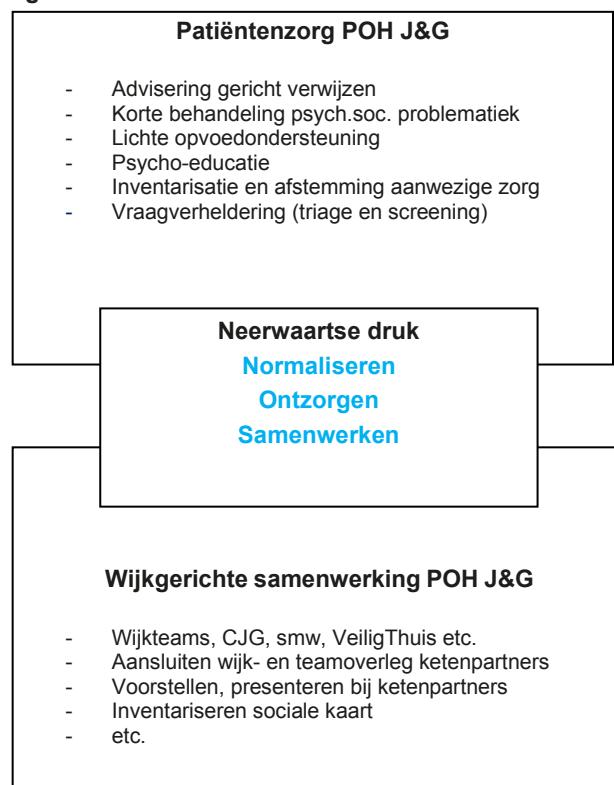 Patiëntenzorg POH J&G
- Advisering gericht verwijzen
- Korte behandeling psych.soc. problematiek
- Lichte opvoedondersteuning
- Psycho-educatie
- Inventarisatie en afstemming aanwezige zorg
- Vraagverheldering (triage en screening)
Neerwaartse druk
Normaliseren
Ontzorgen
Samenwerken
Wijkgerichte samenwerking POH J&G
- Wijkteams, CJG, smw, VeiligThuis etc.
- Aansluiten wijk- en teamoverleg ketenpartners
- Voorstellen, presenteren bij ketenpartners
- Inventariseren sociale kaart
- etc.